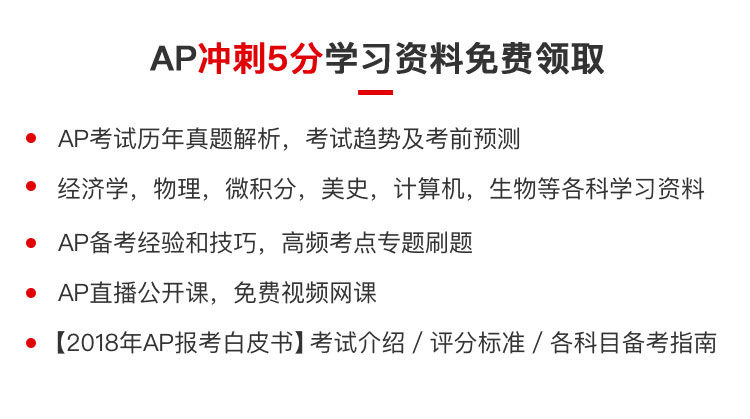 AP冲刺5分学习资料免费领取
AP考试历年真题解析，考试趋势及考前预测
经济学，物理，微积分，美史，计算机，生物等各科学习资料
AP备考经验和技巧，高频考点专题刷题
AP直播公开课，免费视频网课
【2018年AP报考白皮书】考试介绍 / 评分标准 / 各科目备考指南